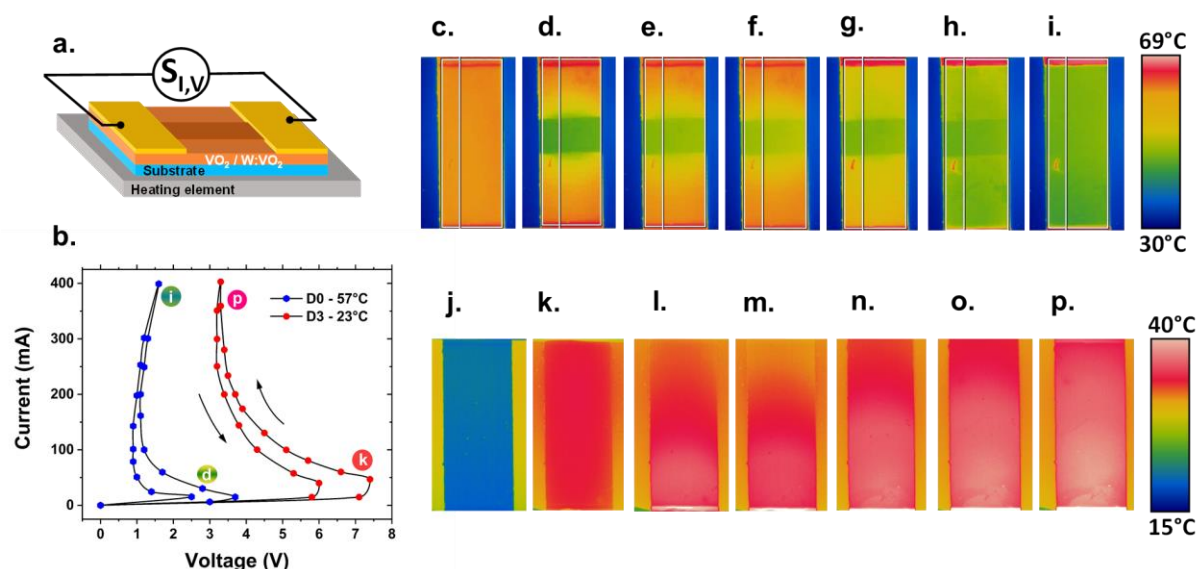 a.
S I,V
VO₂ / W:VO₂
Substrate
Heating element
b.
Current (mA)
400
300
200
100
0
0 1 2 3 4 5 6 7 8
Voltage (V)
D0 - 57°C
D3 - 23°C
i
p
d
k
c. d. e. f. g. h. i.
69°C
30°C
j. k. l. m. n. o. p.
40°C
15°C